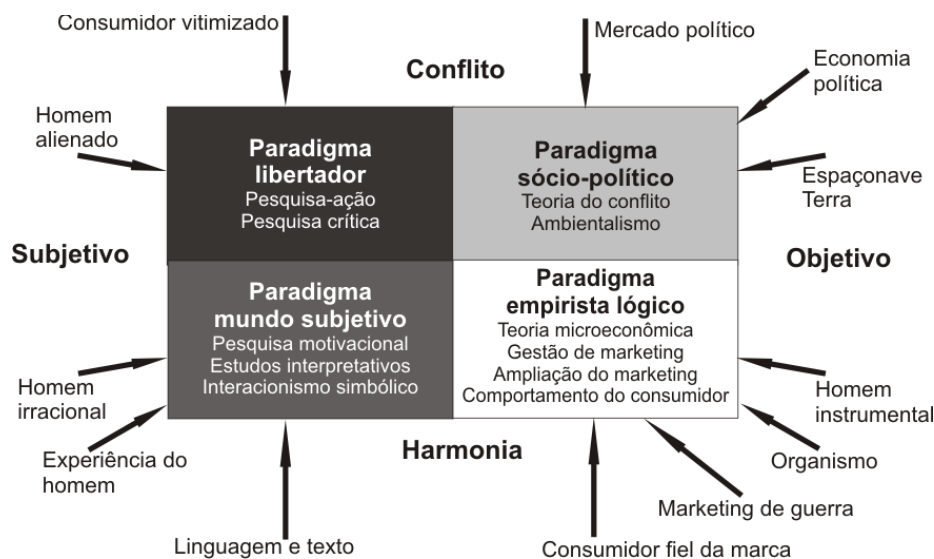 Consumidor vitimizado
Mercado político
Conflito
Economia
política
Homem
alienado
Paradigma
libertador
Pesquisa-ação
Pesquisa crítica
Paradigma
sócio-político
Teoria do conflito
Ambientalismo
Espaçonave
Terra
Subjetivo
Objetivo
Paradigma
mundo subjetivo
Pesquisa motivacional
Estudos interpretativos
Interacionismo simbólico
Paradigma
empirista lógico
Teoria microeconômica
Gestão de marketing
Ampliação do marketing
Comportamento do consumidor
Homem
irracional
Homem
instrumental
Harmonia
Experiência do
homem
Organismo
Marketing de guerra
Linguagem e texto
Consumidor fiel da marca